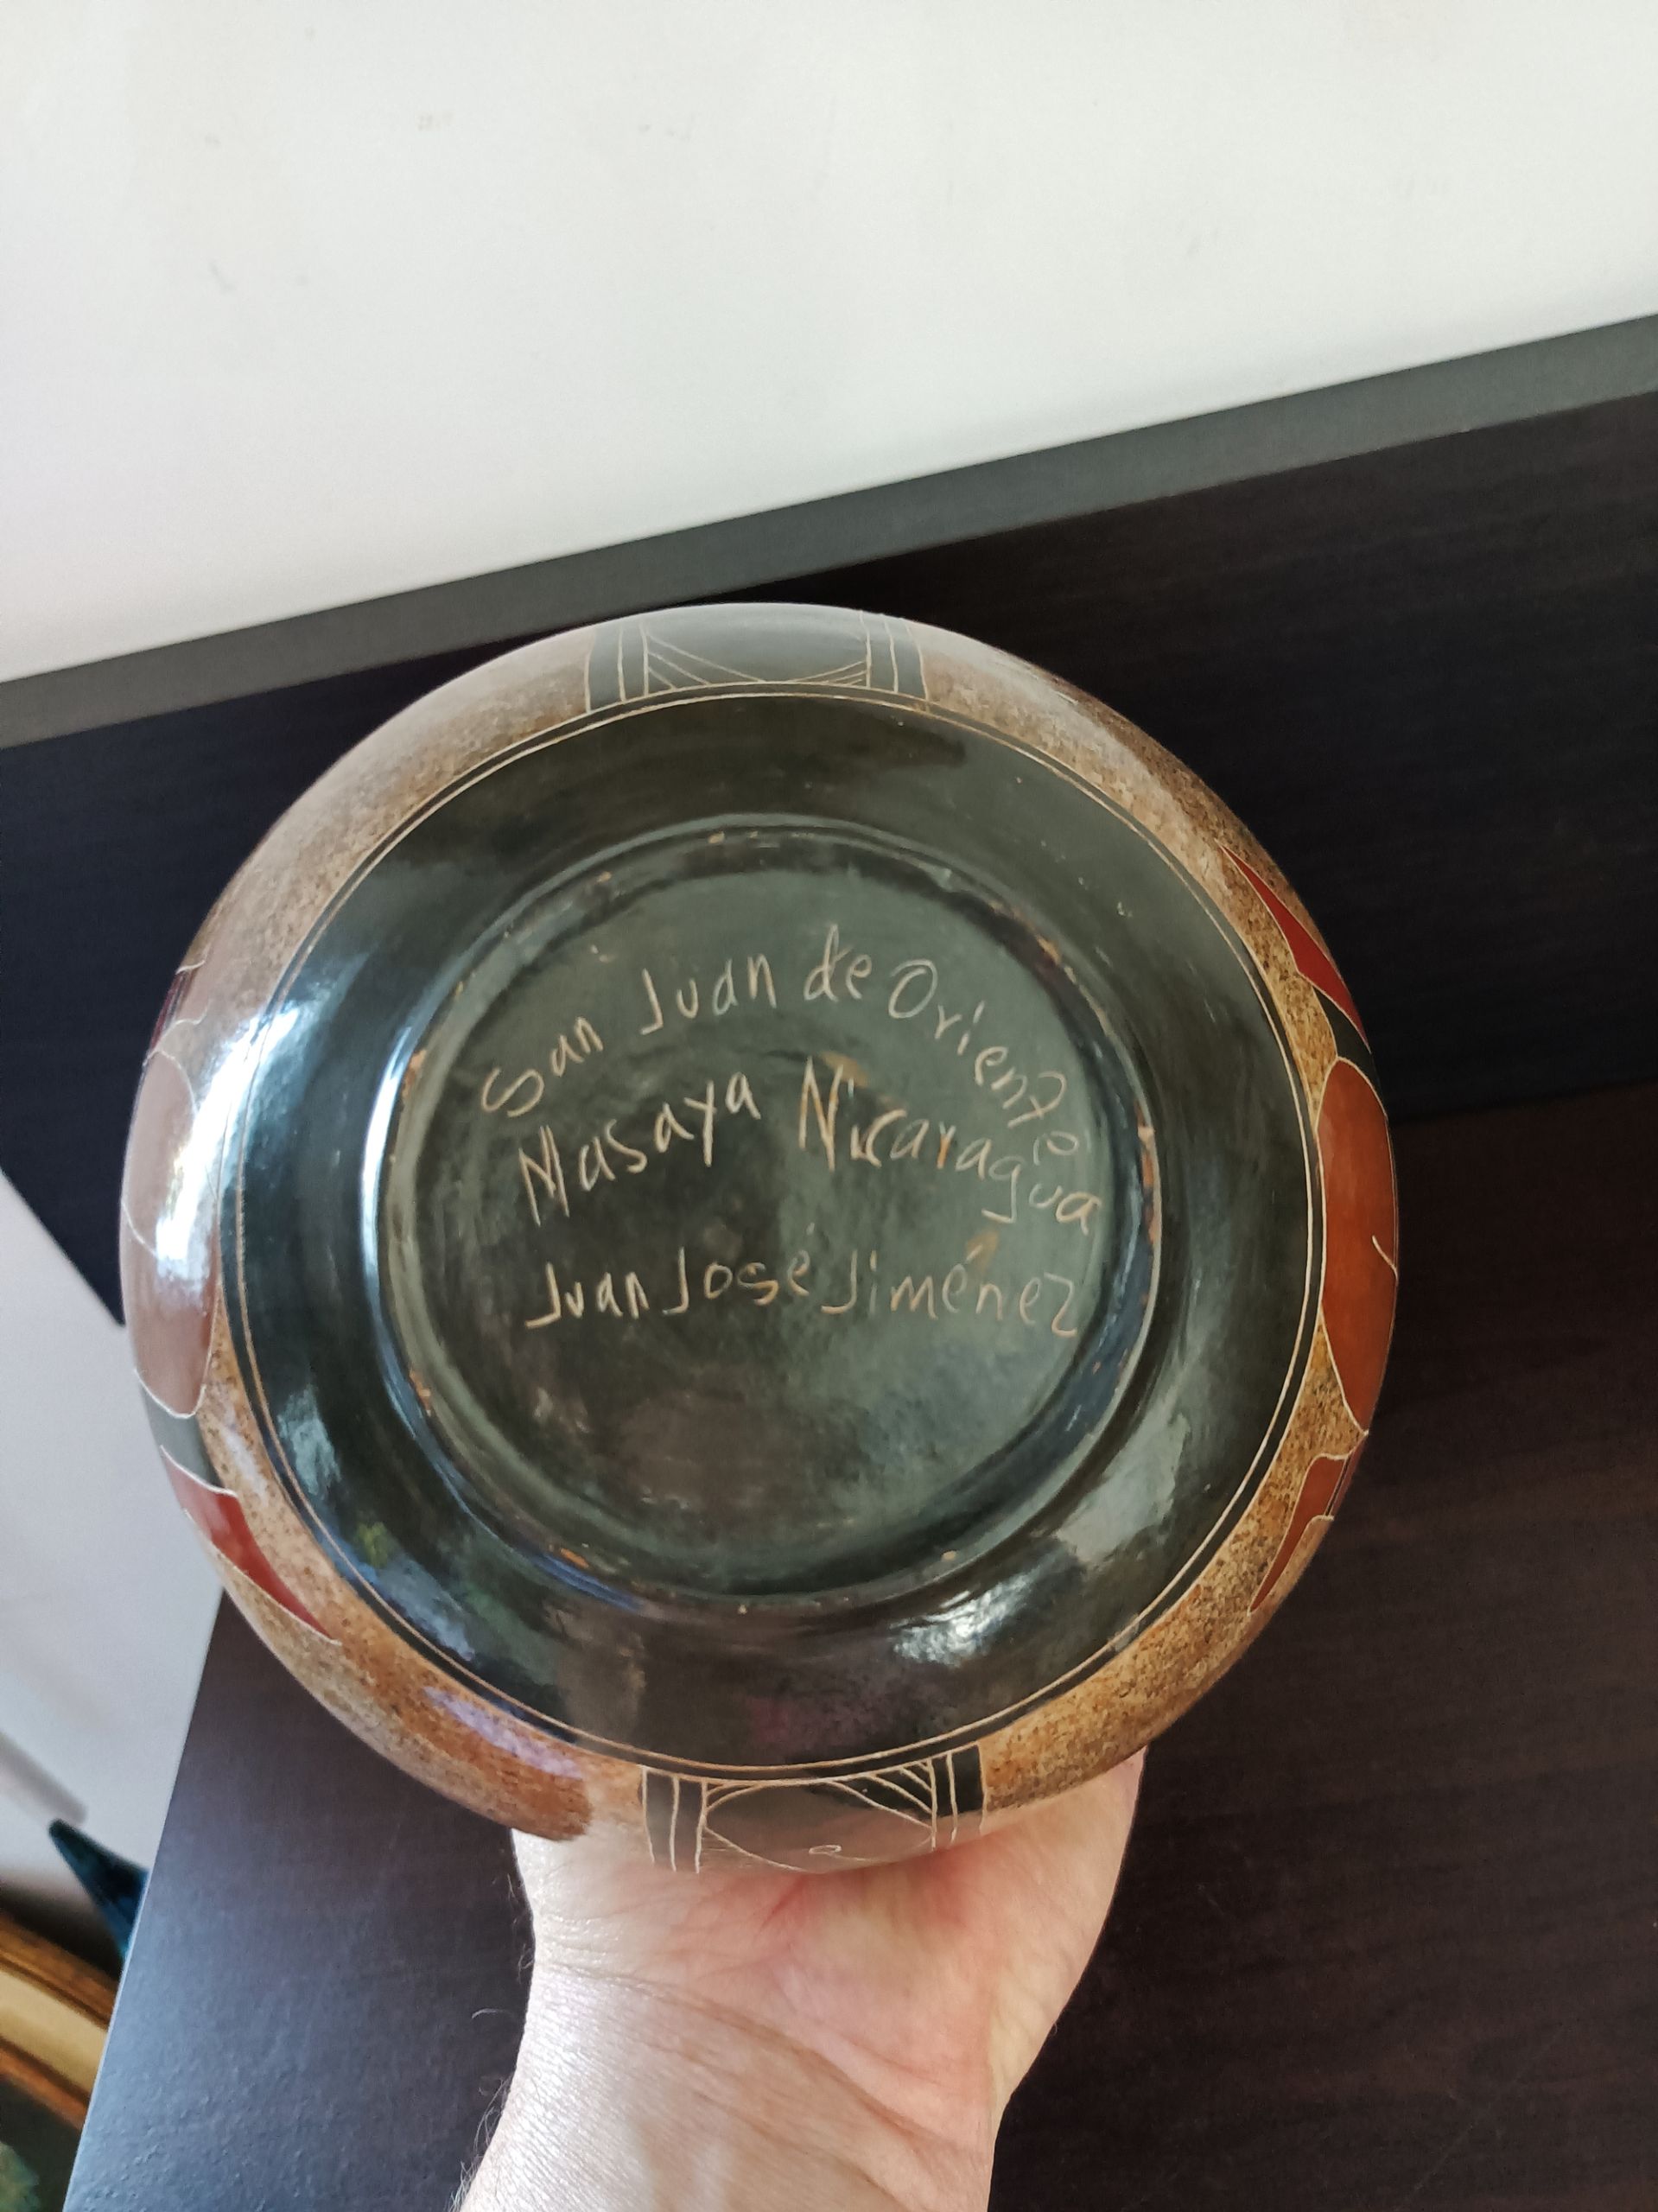 San Juan de Oriente
Masaya Nicaragua
Juan José Jiménez